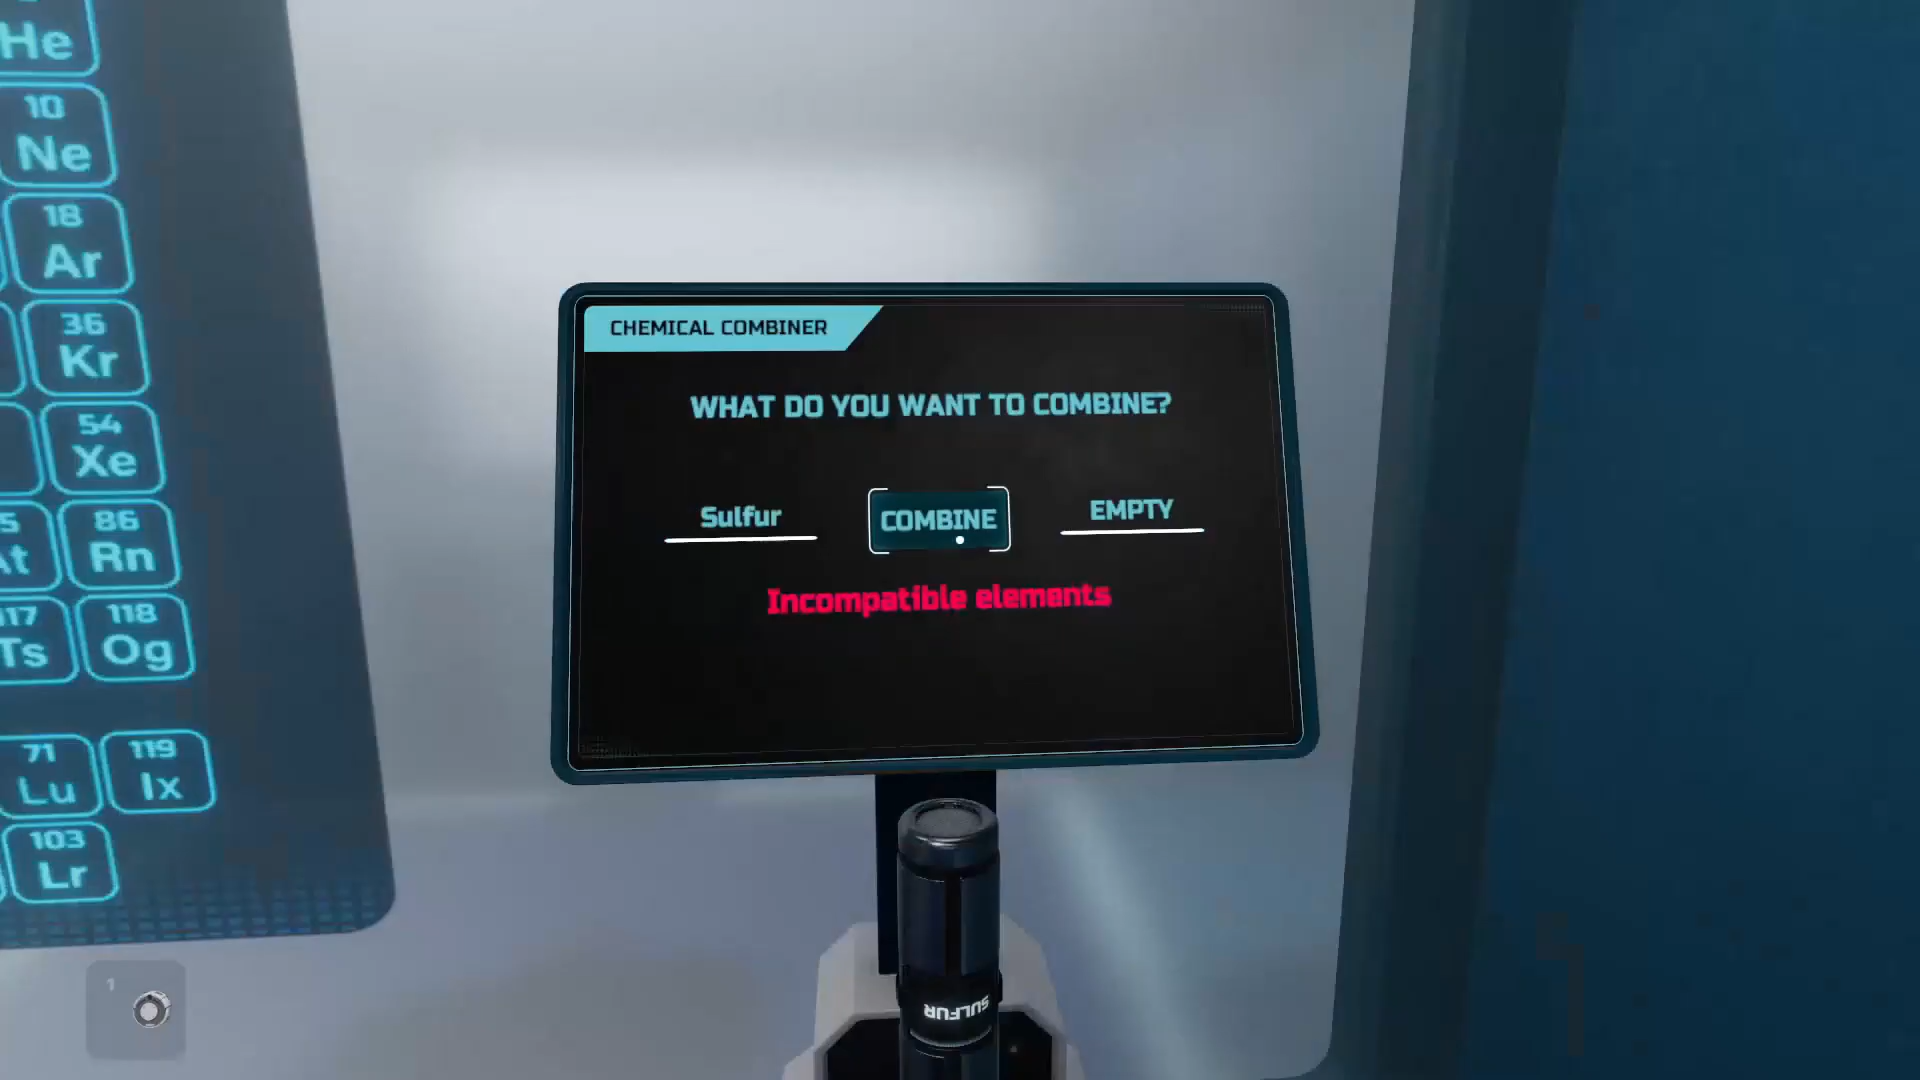 He
10
Ne
18
Ar
36
Kr
54
Xe
86
Rn
117
Ts
118
Og
71
Lu
119
Ix
103
Lr
CHEMICAL COMBINER
WHAT DO YOU WANT TO COMBINE?
Sulfur
COMBINE
EMPTY
Incompatible elements
SULFUR
1